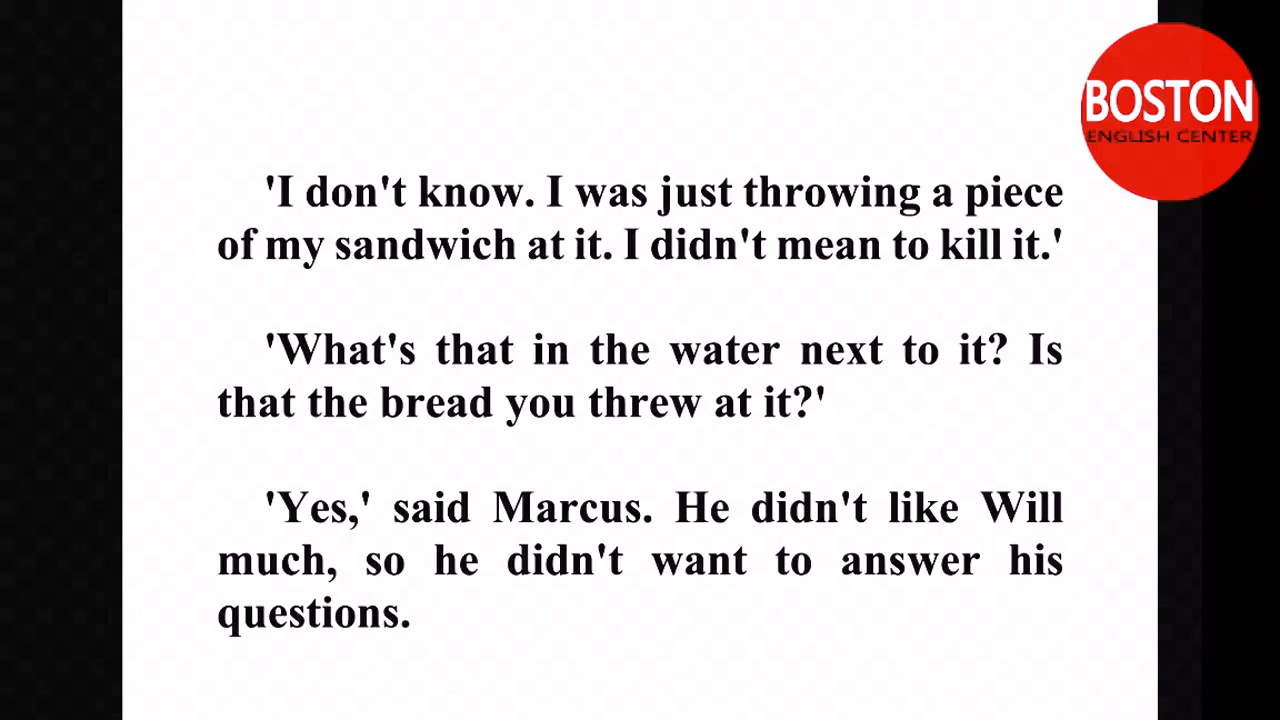 BOSTON
ENGLISH CENTER
'I don't know. I was just throwing a piece
of my sandwich at it. I didn't mean to kill it.'
'What's that in the water next to it? Is
that the bread you threw at it?'
'Yes,' said Marcus. He didn't like Will
much, so he didn't want to answer his
questions.